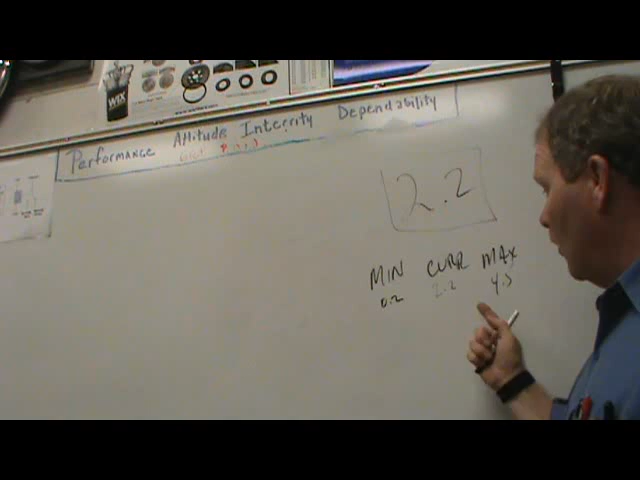 WIX
Performance Attitude Integrity Dependability
2.2
MIN CURR MAX
0.2 2.2 4.5